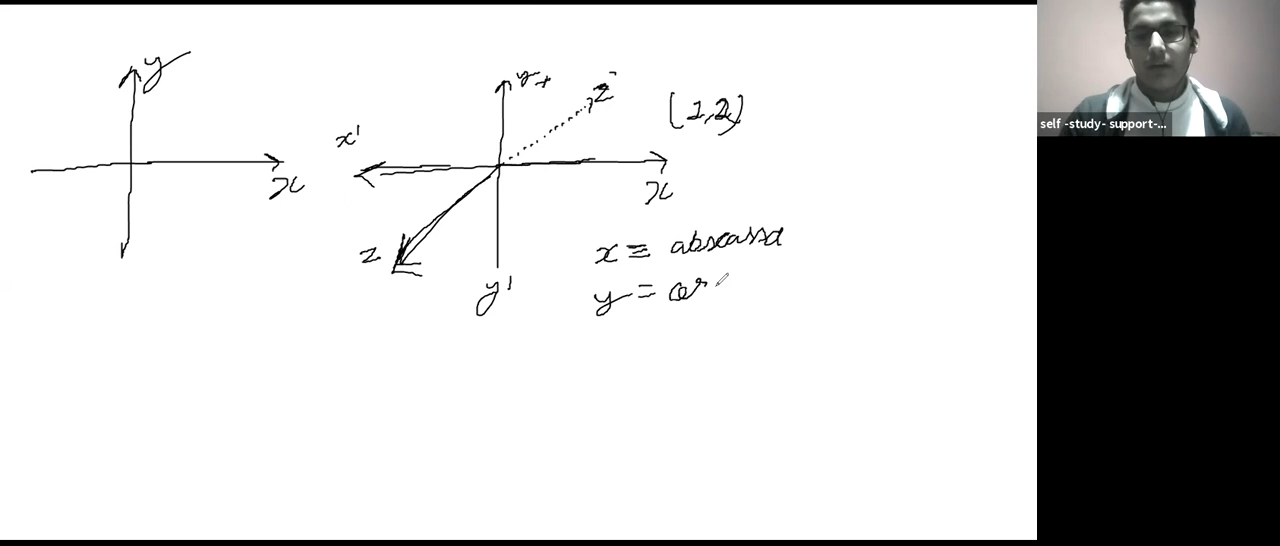 y
x
y+
z'
x'
(1,2)
x
z
y'
x ≡ abscassa
y = or
self -study- support-...